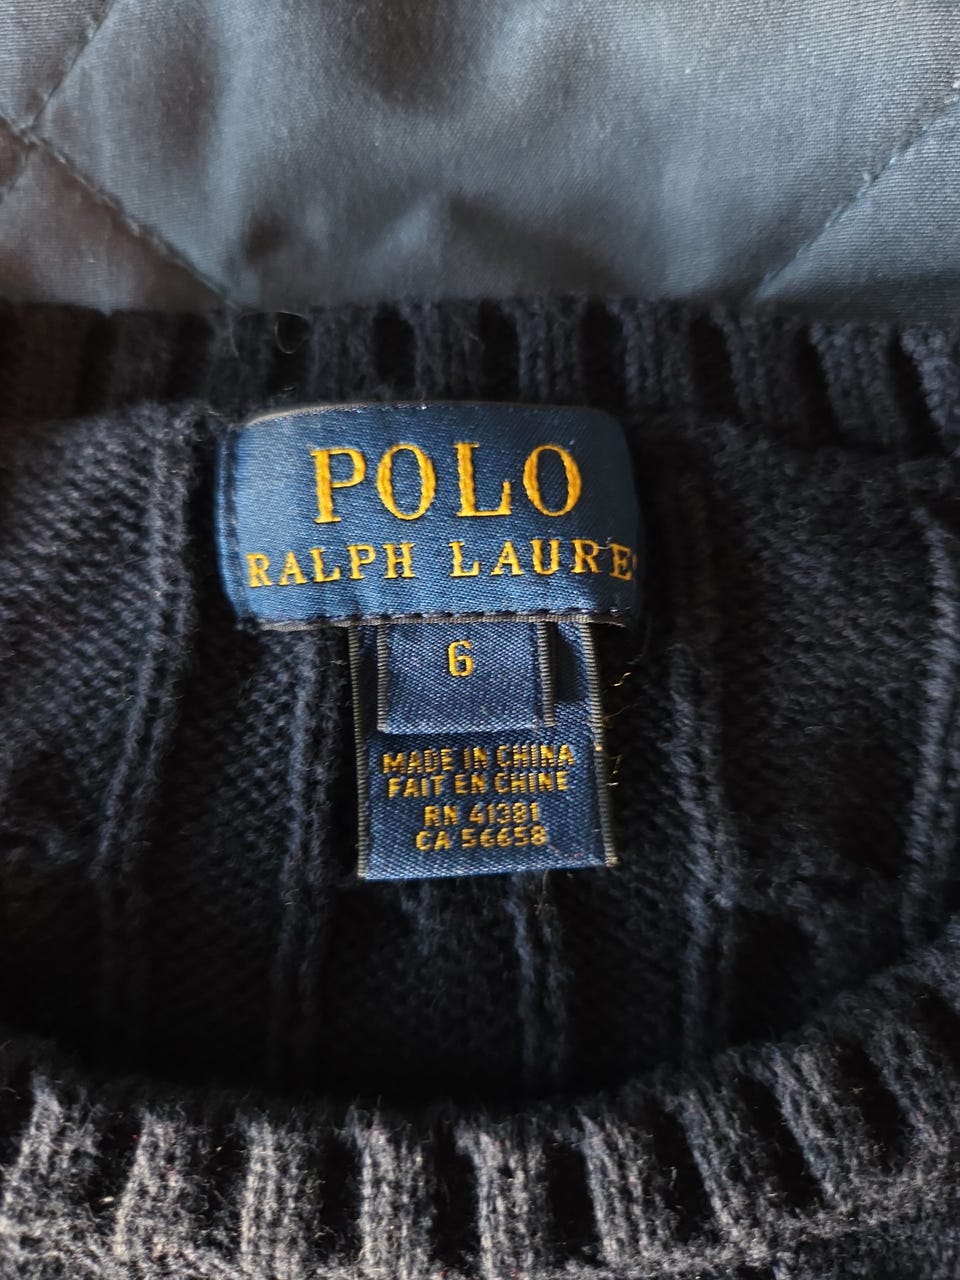 POLO
RALPH LAURE
6
MADE IN CHINA
FAIT EN CHINE
RN 41381
CA 56658